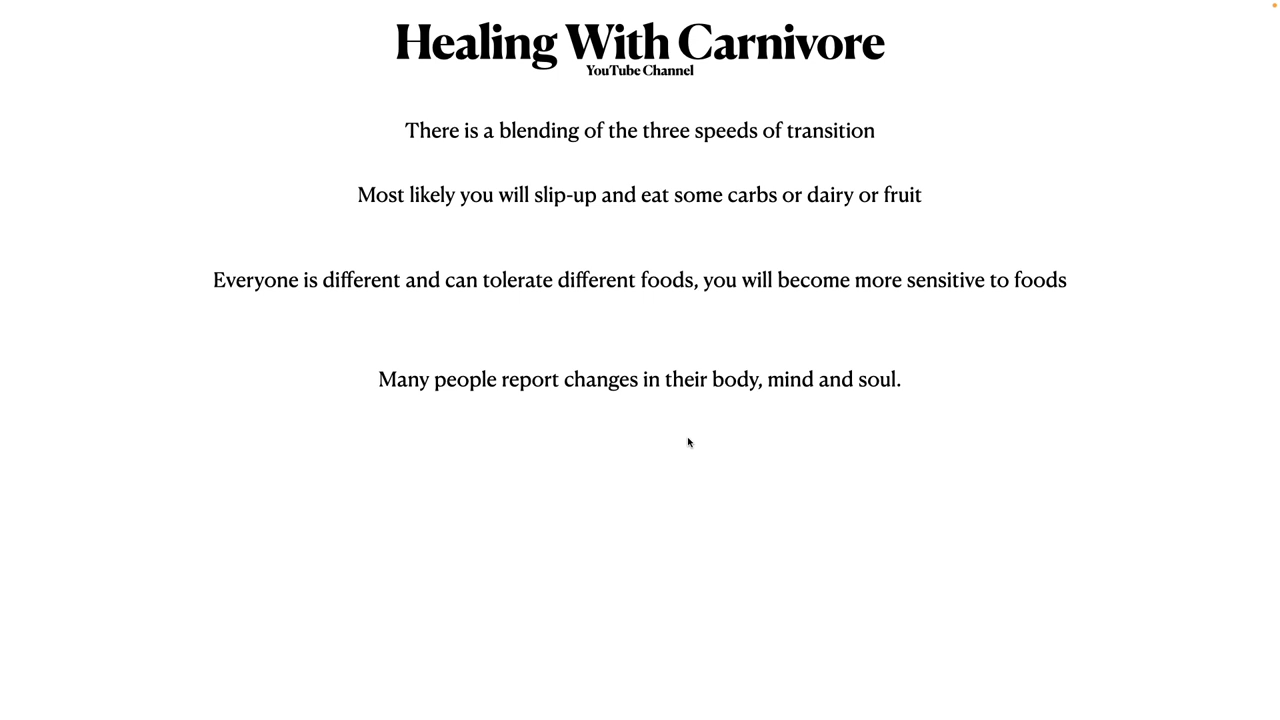 Healing With Carnivore
YouTube Channel
There is a blending of the three speeds of transition
Most likely you will slip-up and eat some carbs or dairy or fruit
Everyone is different and can tolerate different foods, you will become more sensitive to foods
Many people report changes in their body, mind and soul.